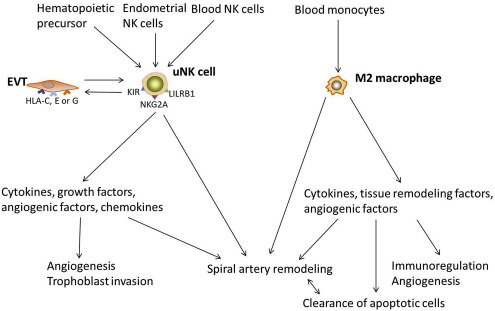 Hematopoietic
precursor
Endometrial
NK cells
Blood NK cells
Blood monocytes
EVT
uNK cell
M2 macrophage
KIR
LILRB1
HLA-C, E or G
NKG2A
Cytokines, growth factors,
angiogenic factors, chemokines
Cytokines, tissue remodeling factors,
angiogenic factors
Angiogenesis
Trophoblast invasion
Spiral artery remodeling
Immunoregulation
Angiogenesis
Clearance of apoptotic cells